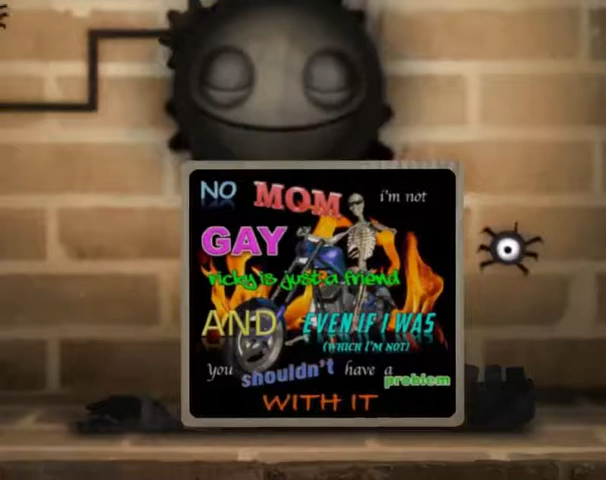 NO MOM i'm not
GAY
ricky is just a friend
AND EVEN IF I WAS
(WHICH I'M NOT)
You shouldn't have a problem
WITH IT